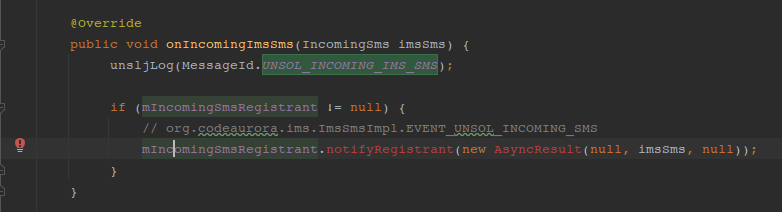 @Override
public void onIncomingImsSms(IncomingSms imsSms) {
unsljLog(MessageId.UNSOL_INCOMING_IMS_SMS);
if (mIncomingSmsRegistrant != null) {
// org.codeaurora.ims.ImsSmsImpl.EVENT_UNSOL_INCOMING_SMS
mIncomingSmsRegistrant.notifyRegistrant(new AsyncResult(null, imsSms, null));
}
}